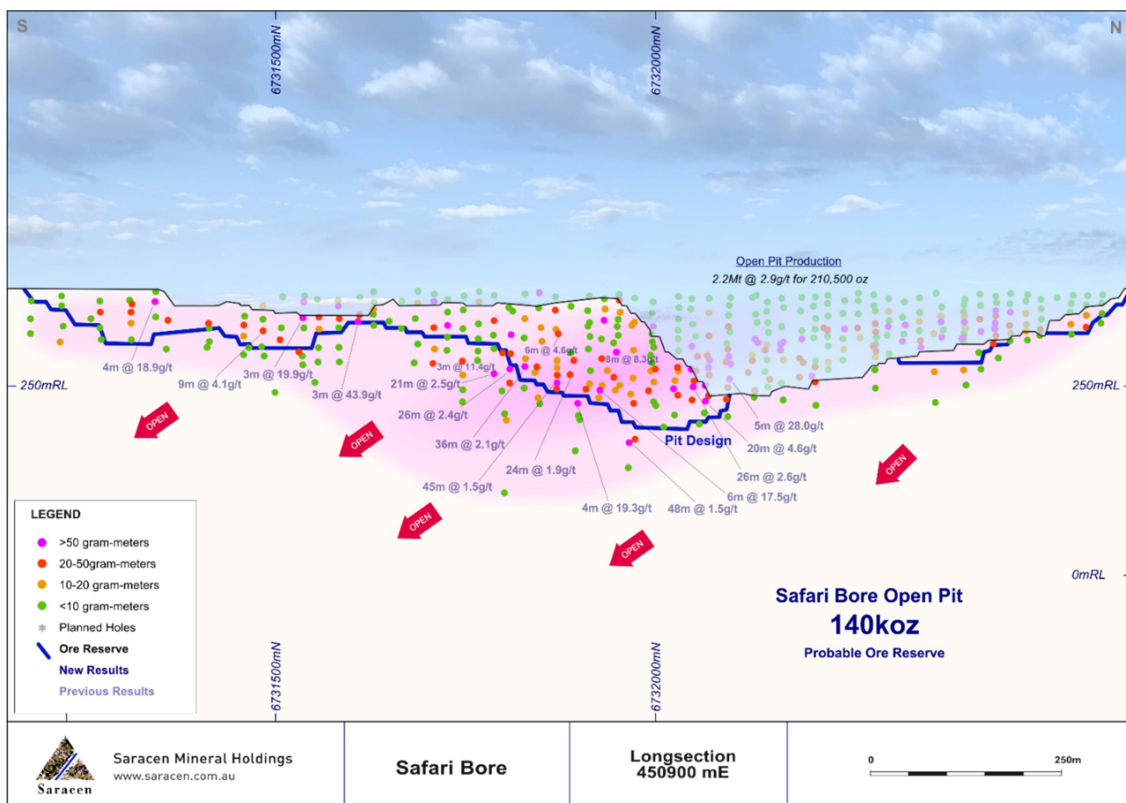 S
N
6731500mN
6732000mN
Open Pit Production
2.2Mt @ 2.9g/t for 210,500 oz
6m @ 4.6g/t
8m @ 8.3g/t
3m @ 11.4g/t
4m @ 18.9g/t
9m @ 4.1g/t
3m @ 19.9g/t
3m @ 43.9g/t
21m @ 2.5g/t
26m @ 2.4g/t
36m @ 2.1g/t
45m @ 1.5g/t
24m @ 1.9g/t
4m @ 19.3g/t
48m @ 1.5g/t
6m @ 17.5g/t
26m @ 2.6g/t
20m @ 4.6g/t
5m @ 28.0g/t
250mRL
250mRL
Pit Design
OPEN
OPEN
OPEN
OPEN
OPEN
0mRL
LEGEND
>50 gram-meters
20-50gram-meters
10-20 gram-meters
<10 gram-meters
Planned Holes
Ore Reserve
New Results
Previous Results
Safari Bore Open Pit
140koz
Probable Ore Reserve
6731500mN
6732000mN
Saracen
Saracen Mineral Holdings
www.saracen.com.au
Safari Bore
Longsection
450900 mE
0
250m